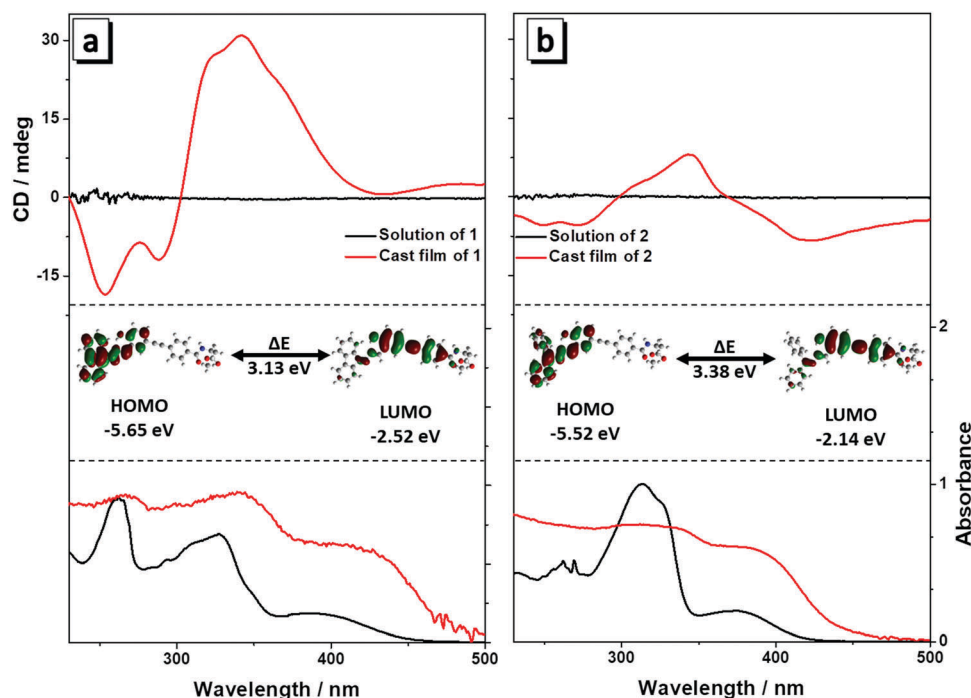 a
CD / mdeg
30
15
0
-15
Solution of 1
Cast film of 1
ΔE
3.13 eV
HOMO
-5.65 eV
LUMO
-2.52 eV
300
400
500
Wavelength / nm
b
Solution of 2
Cast film of 2
ΔE
3.38 eV
HOMO
-5.52 eV
LUMO
-2.14 eV
2
1
0
Absorbance
300
400
500
Wavelength / nm